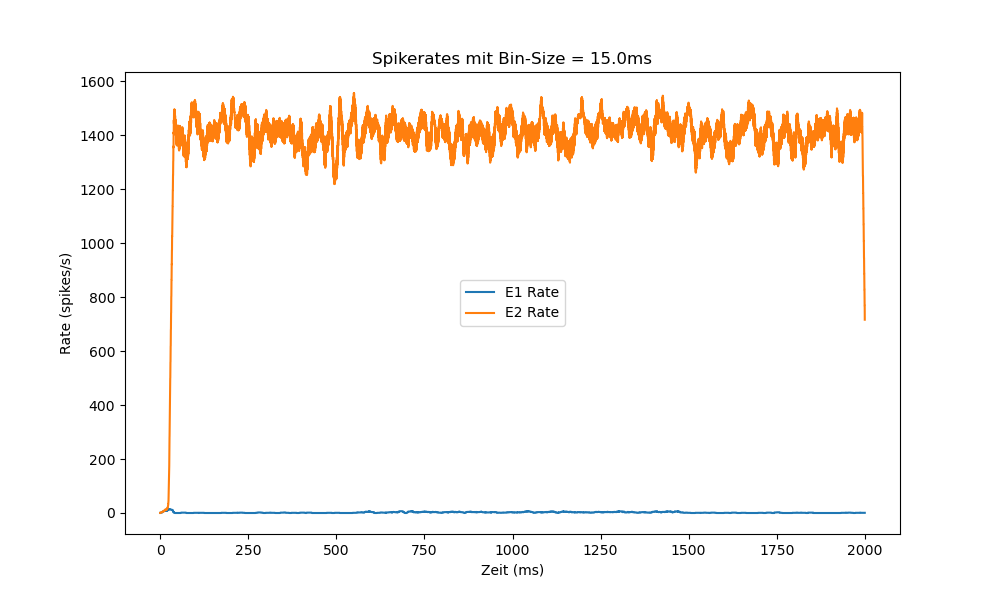 Spikerates mit Bin-Size = 15.0ms
1600
1400
1200
1000
800
600
400
200
0
Rate (spikes/s)
E1 Rate
E2 Rate
0 250 500 750 1000 1250 1500 1750 2000
Zeit (ms)